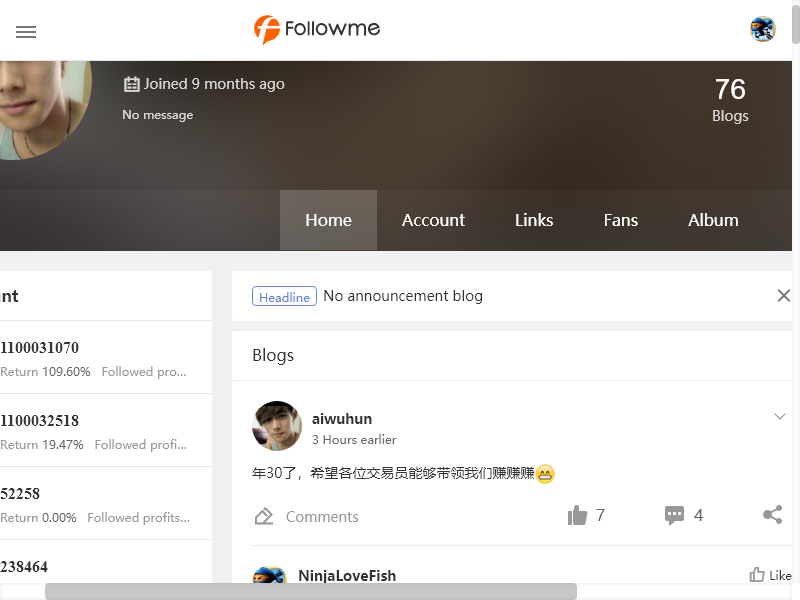 Followme
Joined 9 months ago
No message
76
Blogs
Home
Account
Links
Fans
Album
1100031070
Return 109.60% Followed pro...
1100032518
Return 19.47% Followed profi...
52258
Return 0.00% Followed profits...
238464
Headline No announcement blog
Blogs
aiwuhun
3 Hours earlier
年30了，希望各位交易员能够带领我们赚赚赚😁
Comments
7
4
NinjaLoveFish
Like